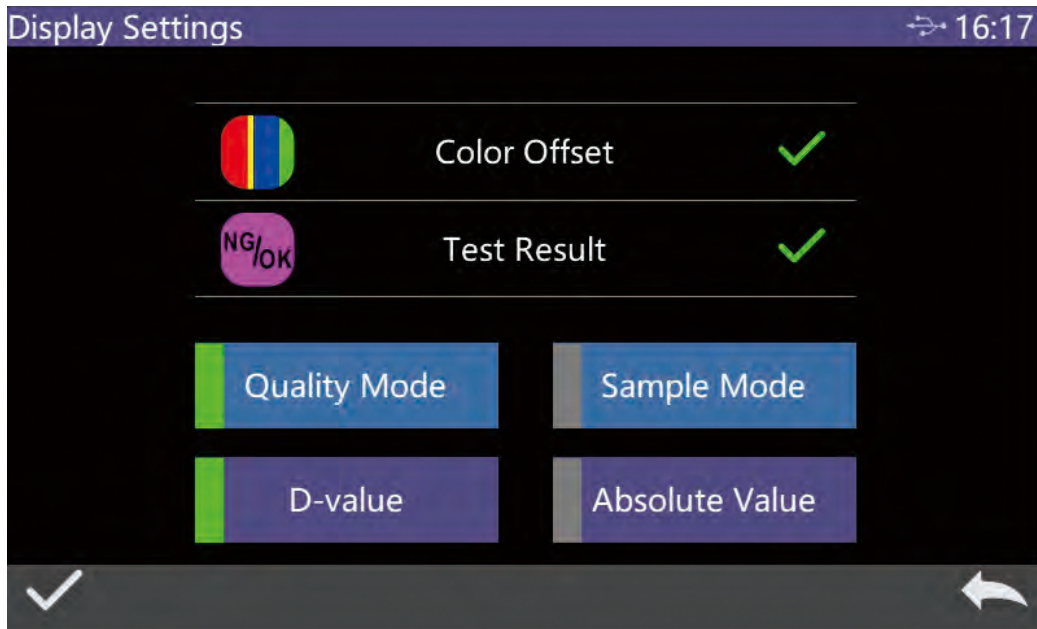 Display Settings 16:17
Color Offset
NG/OK
Test Result
Quality Mode
Sample Mode
D-value
Absolute Value